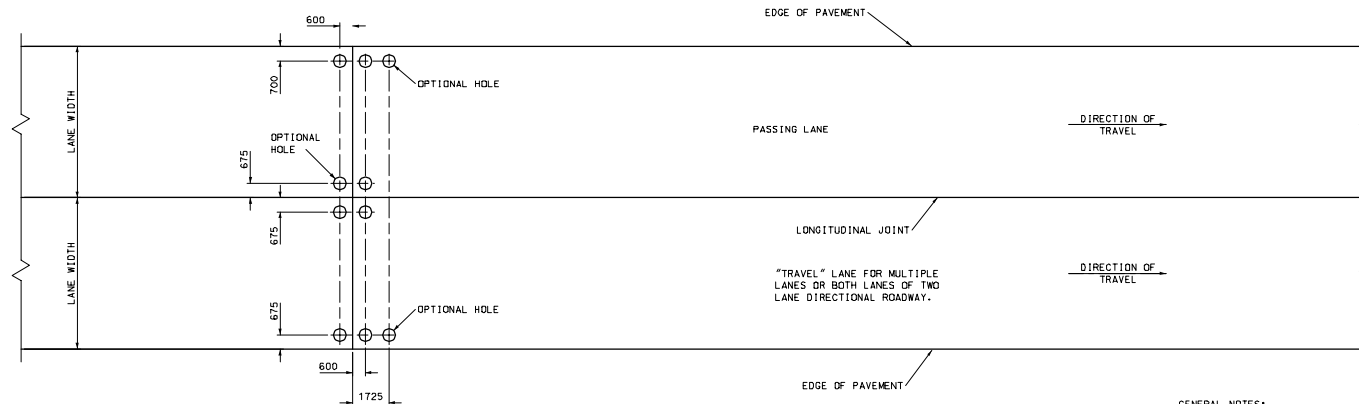 EDGE OF PAVEMENT
600
700
OPTIONAL HOLE
LANE WIDTH
PASSING LANE
DIRECTION OF
TRAVEL
OPTIONAL
HOLE
675
LONGITUDINAL JOINT
675
LANE WIDTH
"TRAVEL" LANE FOR MULTIPLE
LANES OR BOTH LANES OF TWO
LANE DIRECTIONAL ROADWAY.
DIRECTION OF
TRAVEL
675
OPTIONAL HOLE
600
EDGE OF PAVEMENT
1725
GENERAL NOTES: